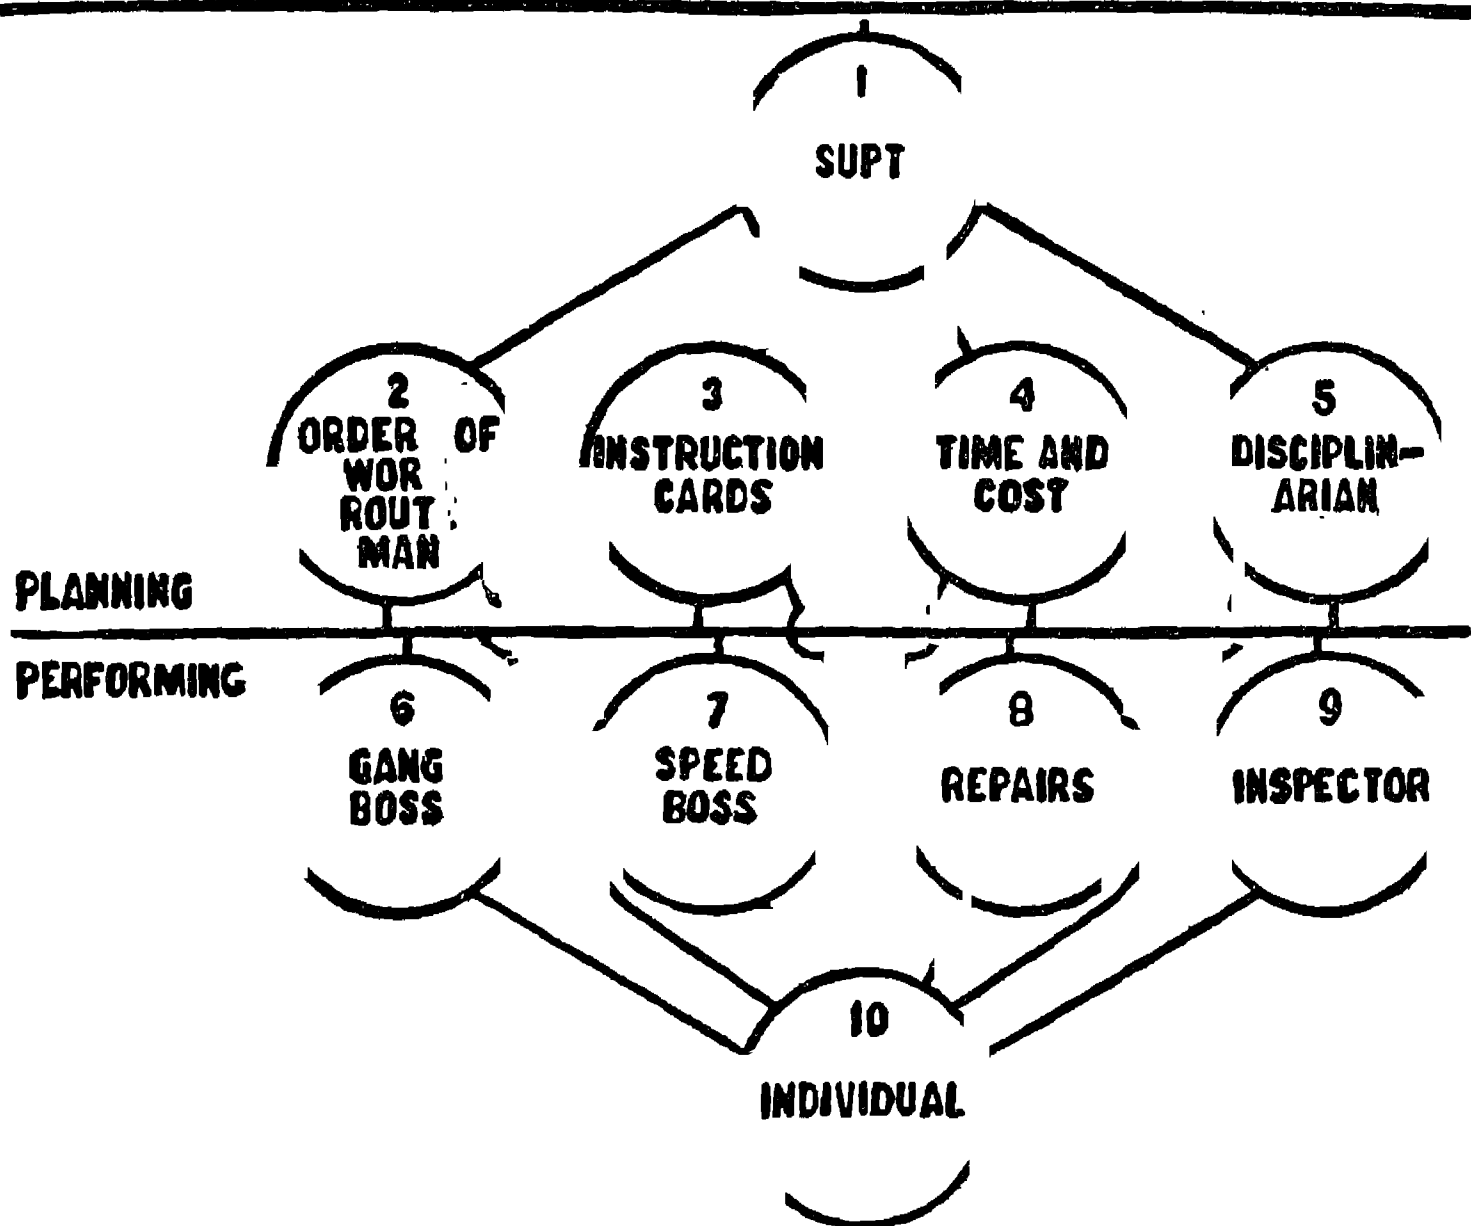 1
SUPT
2
ORDER OF
WOR
ROUT
MAN
3
INSTRUCTION
CARDS
4
TIME AND
COST
5
DISCIPLIN-
ARIAN
PLANNING
PERFORMING
6
GANG
BOSS
7
SPEED
BOSS
8
REPAIRS
9
INSPECTOR
10
INDIVIDUAL